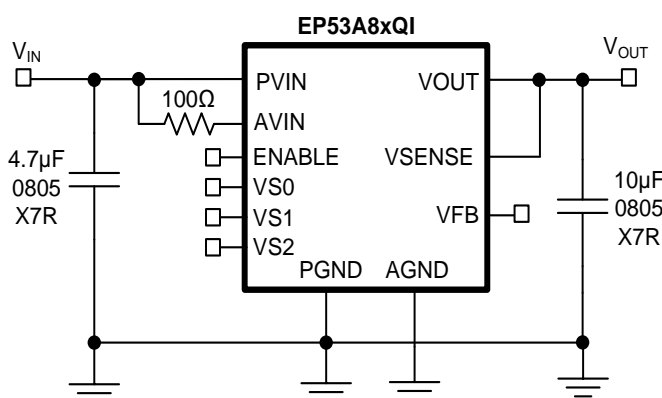 EP53A8xQI
VIN
VOUT
PVIN
VOUT
100Ω
AVIN
4.7µF
0805
X7R
ENABLE
VSENSE
VS0
VS1
VFB
VS2
10µF
0805
X7R
PGND
AGND